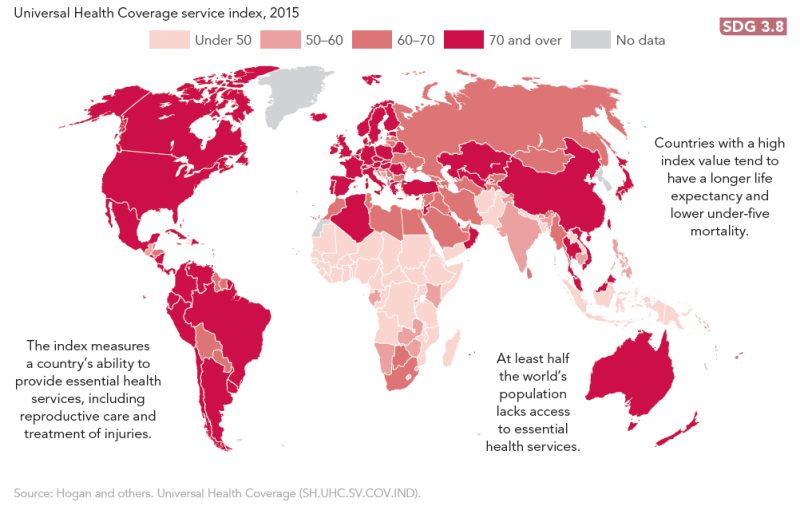 Universal Health Coverage service index, 2015
SDG 3.8
Under 50
50–60
60–70
70 and over
No data
Countries with a high
index value tend to
have a longer life
expectancy and
lower under-five
mortality.
The index measures
a country's ability to
provide essential health
services, including
reproductive care and
treatment of injuries.
At least half
the world's
population
lacks access
to essential
health services.
Source: Hogan and others. Universal Health Coverage (SH.UHC.SV.COV.IND).